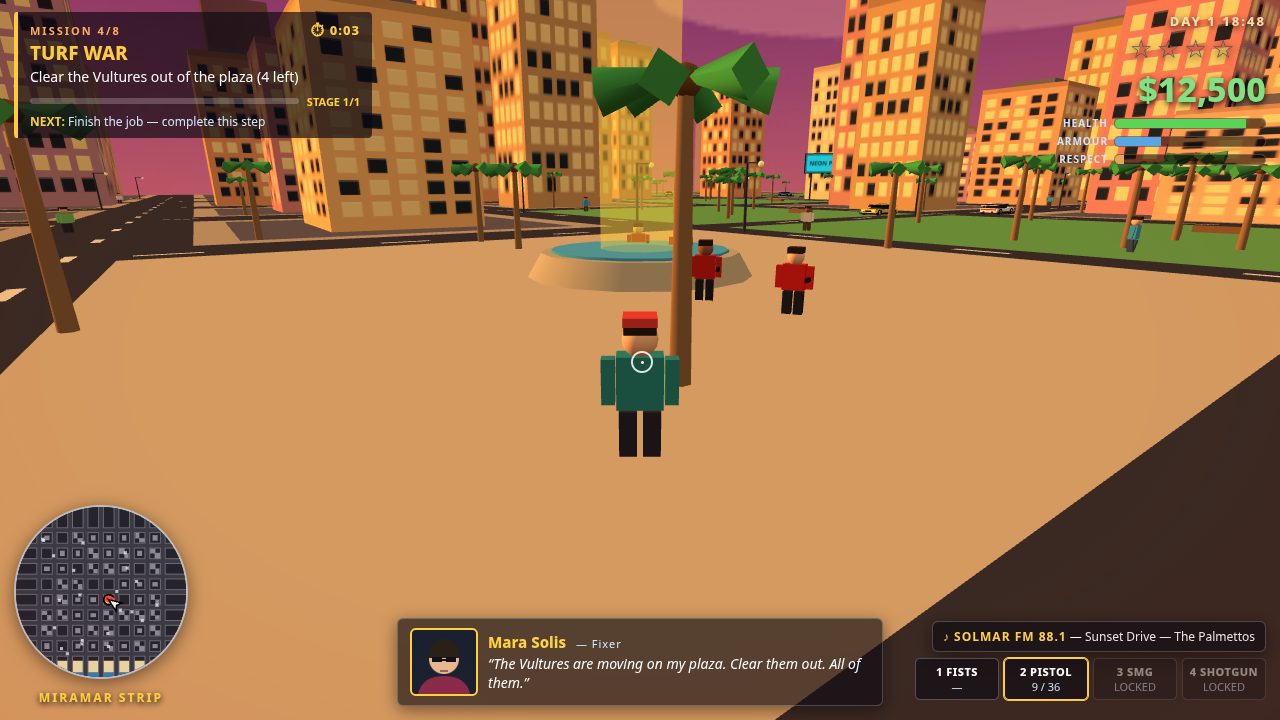 MISSION 4/8
0:03
TURF WAR
Clear the Vultures out of the plaza (4 left)
STAGE 1/1
NEXT: Finish the job — complete this step
DAY 1 18:48
$12,500
HEALTH
ARMOUR
RESPECT
NEON
MIRAMAR STRIP
Mara Solis — Fixer
“The Vultures are moving on my plaza. Clear them out. All of
them.”
♪ SOLMAR FM 88.1 — Sunset Drive — The Palmettos
1 FISTS
—
2 PISTOL
9 / 36
3 SMG
LOCKED
4 SHOTGUN
LOCKED